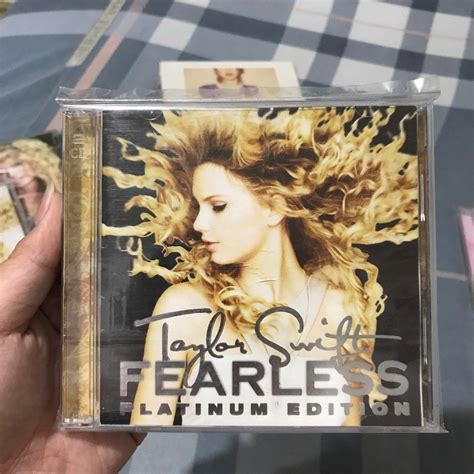 Taylor Swift
FEARLESS
PLATINUM EDITION